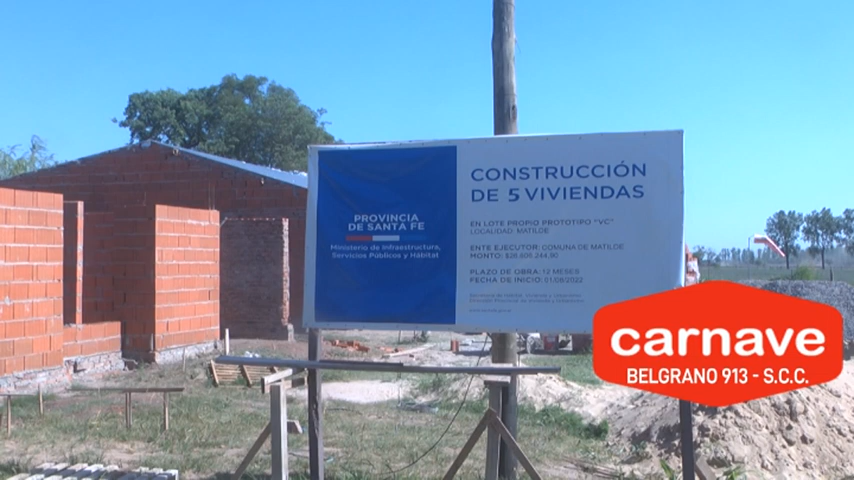 CONSTRUCCIÓN
DE 5 VIVIENDAS
PROVINCIA
DE SANTA FE
Ministerio de Infraestructura,
Servicios Públicos y Hábitat
EN LOTE PROPIO PROTOTIPO "VC"
LOCALIDAD: MATILDE
ENTE EJECUTOR: COMUNA DE MATILDE
MONTO: $26.606.244,90
PLAZO DE OBRA: 12 MESES
FECHA DE INICIO: 01/08/2022
carnave
BELGRANO 913 - S.C.C.